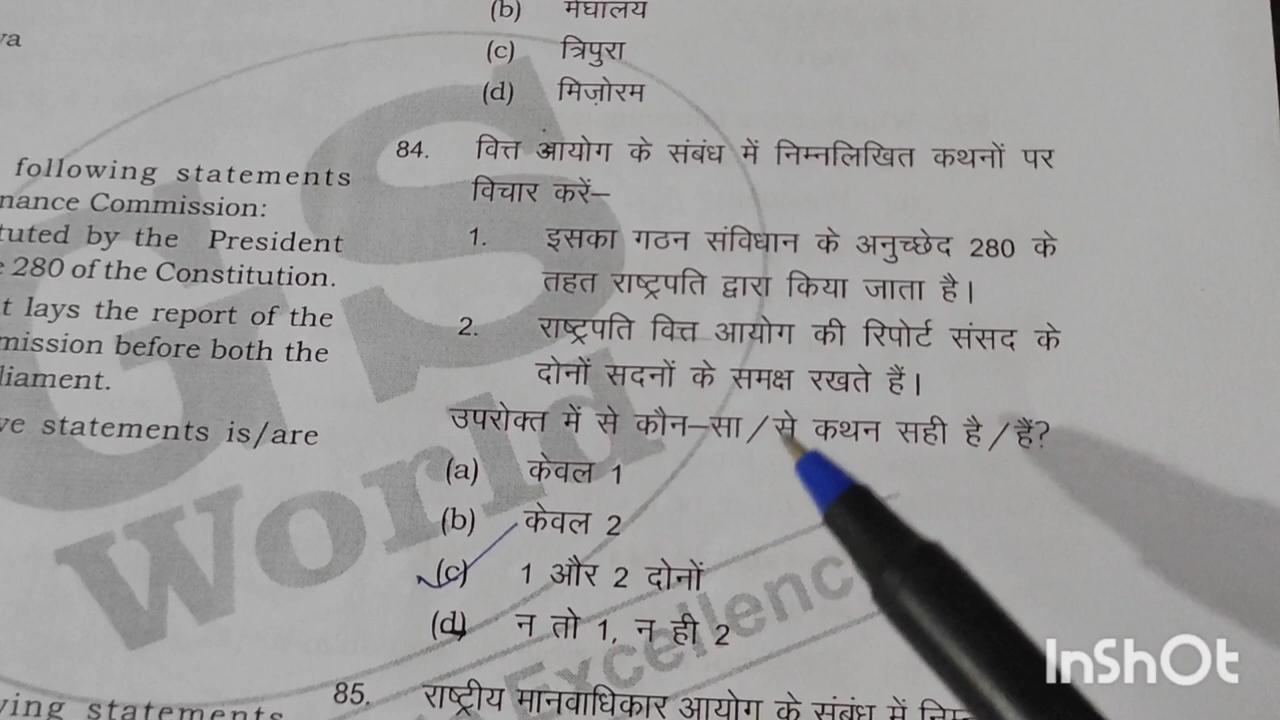 va
following statements
nance Commission:
tuted by the President
e 280 of the Constitution.
t lays the report of the
mission before both the
liament.
ve statements is/are
ving statements
(b) मेघालय
(c) त्रिपुरा
(d) मिज़ोरम
84. वित्त आयोग के संबंध में निम्नलिखित कथनों पर
विचार करें–
1. इसका गठन संविधान के अनुच्छेद 280 के
तहत राष्ट्रपति द्वारा किया जाता है।
2. राष्ट्रपति वित्त आयोग की रिपोर्ट संसद के
दोनों सदनों के समक्ष रखते हैं।
उपरोक्त में से कौन–सा/से कथन सही है/हैं?
(a) केवल 1
(b) केवल 2
(c) 1 और 2 दोनों
(d) न तो 1, न ही 2
85. राष्ट्रीय मानवाधिकार आयोग के संबंध में
GS
World
Excellence
InShOt